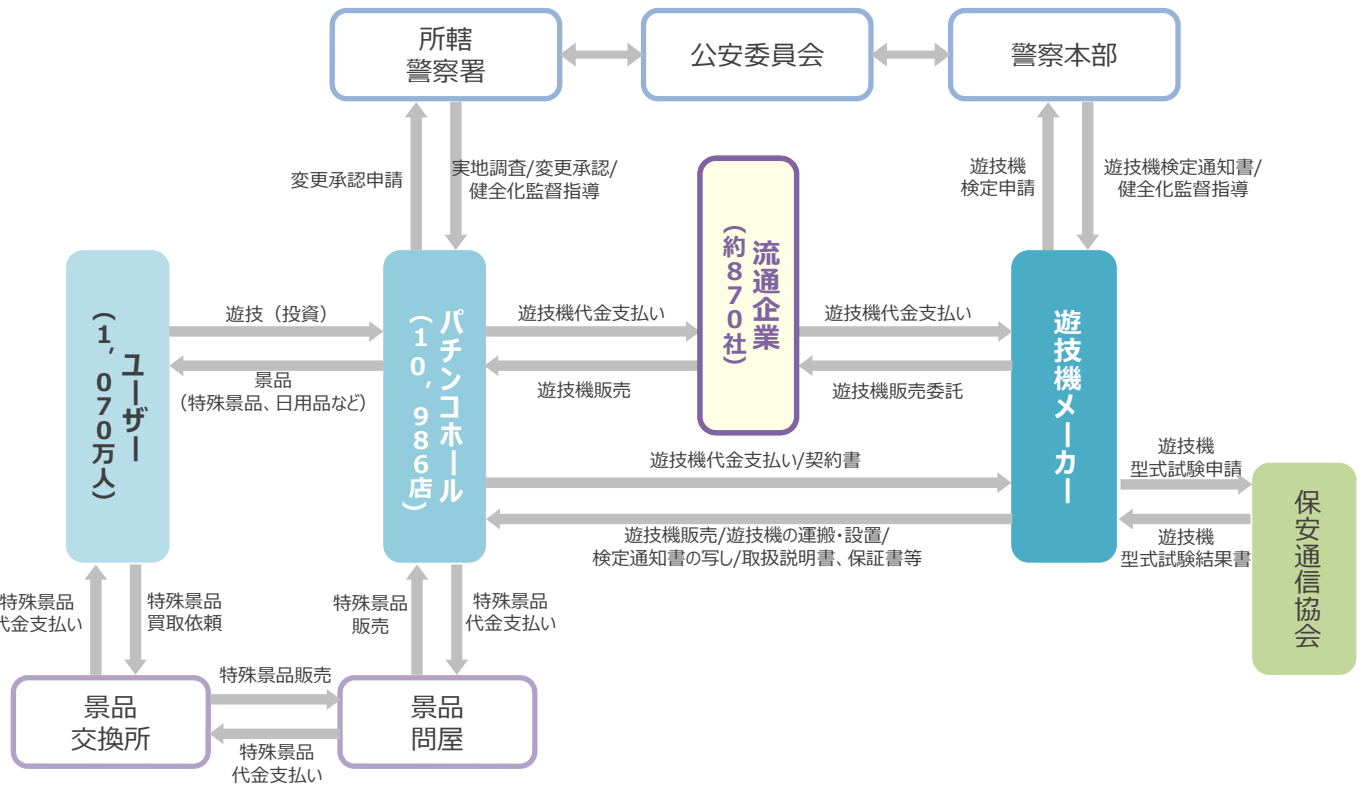 所轄
警察署
公安委員会
警察本部
変更承認申請
実地調査/変更承認/
健全化監督指導
遊技機
検定申請
遊技機検定通知書/
健全化監督指導
ユーザー
(1,070万人)
パチンコホール
(10,986店)
流通企業
(約870社)
遊技機メーカー
遊技（投資）
景品
（特殊景品、日用品など）
遊技機代金支払い
遊技機販売
遊技機代金支払い
遊技機販売委託
遊技機代金支払い/契約書
遊技機販売/遊技機の運搬・設置/
検定通知書の写し/取扱説明書、保証書等
遊技機
型式試験申請
遊技機
型式試験結果書
保安通信協会
特殊景品
代金支払い
特殊景品
買取依頼
特殊景品
販売
特殊景品
代金支払い
景品
交換所
特殊景品販売
特殊景品
代金支払い
景品
問屋